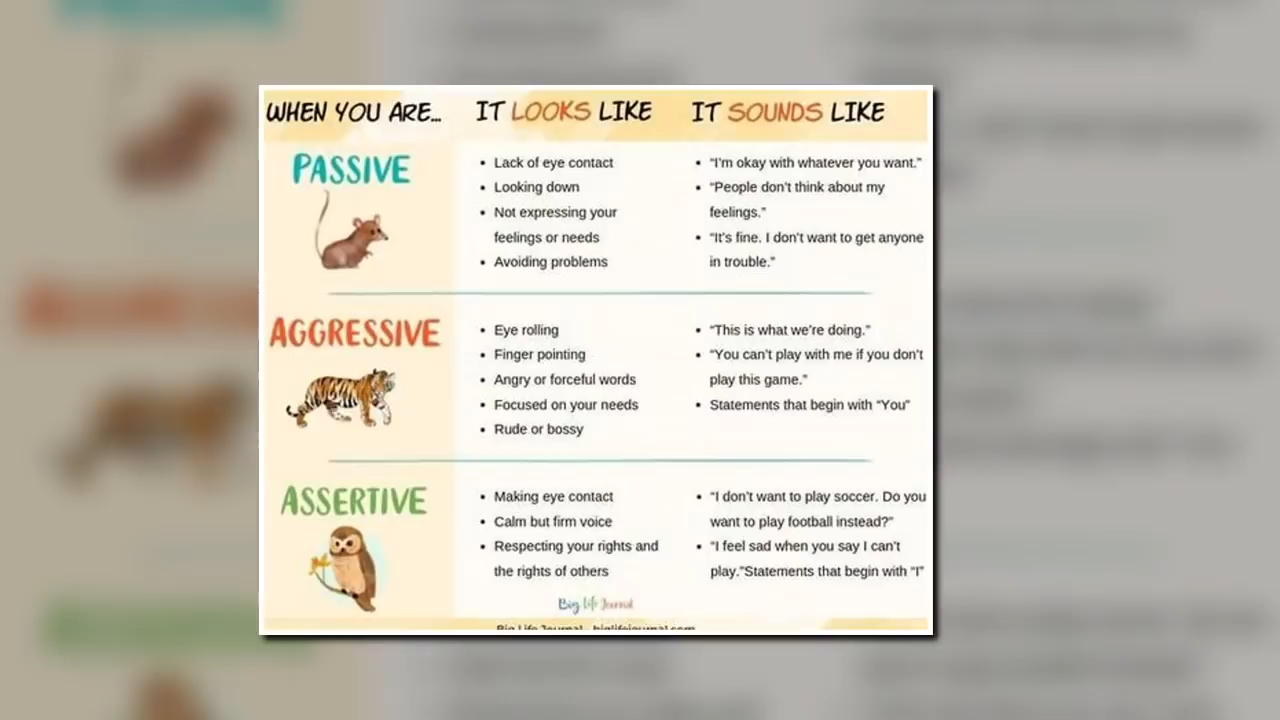 WHEN YOU ARE...
IT LOOKS LIKE
IT SOUNDS LIKE
PASSIVE
• Lack of eye contact
• Looking down
• Not expressing your
feelings or needs
• Avoiding problems
• “I’m okay with whatever you want.”
• “People don’t think about my
feelings.”
• “It’s fine. I don’t want to get anyone
in trouble.”
AGGRESSIVE
• Eye rolling
• Finger pointing
• Angry or forceful words
• Focused on your needs
• Rude or bossy
• “This is what we’re doing.”
• “You can’t play with me if you don’t
play this game.”
• Statements that begin with “You”
ASSERTIVE
• Making eye contact
• Calm but firm voice
• Respecting your rights and
the rights of others
• “I don’t want to play soccer. Do you
want to play football instead?”
• “I feel sad when you say I can’t
play.”Statements that begin with “I”
Big Life Journal
Big Life Journal - biglifejournal.com